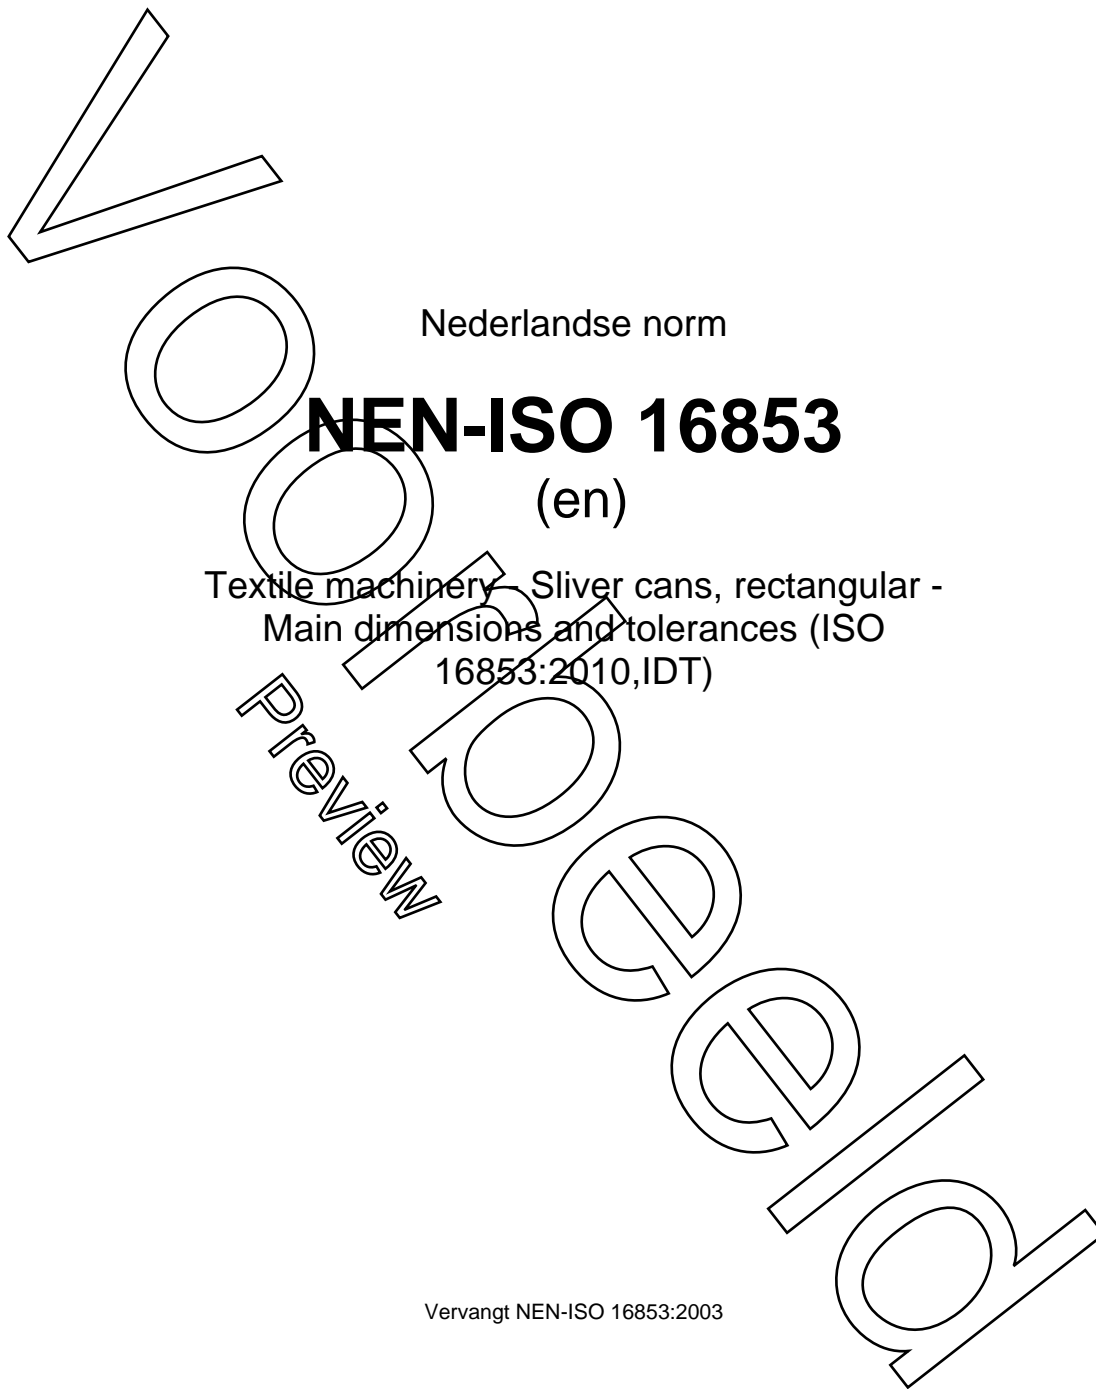 Nederlandse norm
NEN-ISO 16853
(en)
Textile machinery - Sliver cans, rectangular -
Main dimensions and tolerances (ISO
16853:2010,IDT)
Voorbeeld
Preview
Vervangt NEN-ISO 16853:2003